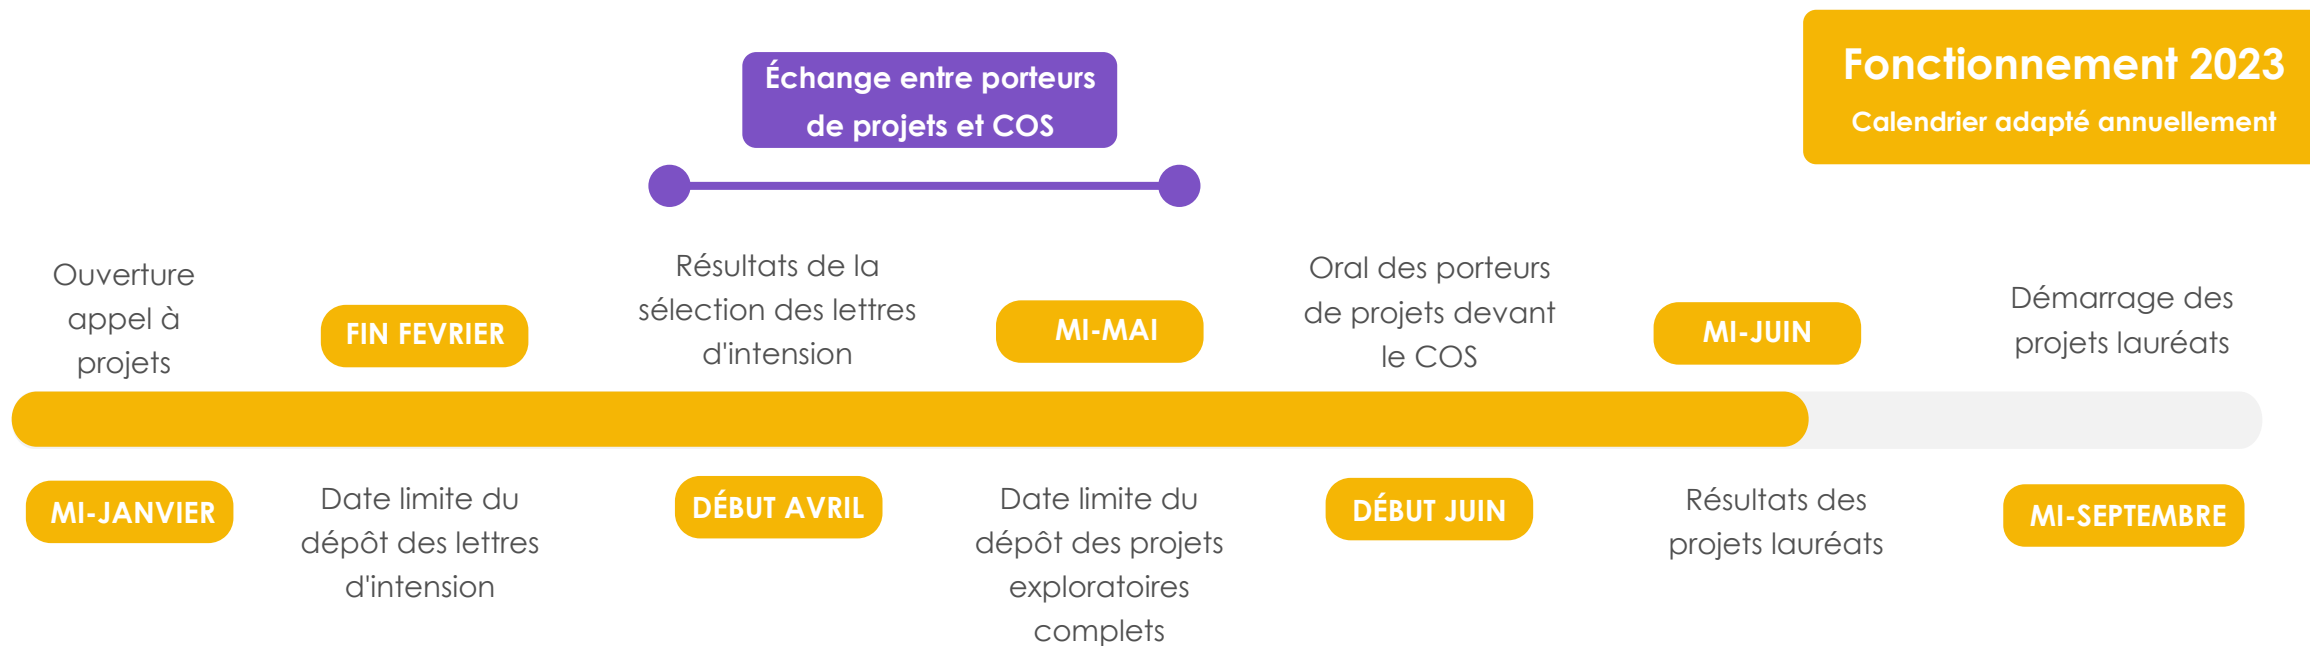 Fonctionnement 2023
Calendrier adapté annuellement
Échange entre porteurs
de projets et COS
Ouverture
appel à
projets
MI-JANVIER
FIN FEVRIER
Date limite du
dépôt des lettres
d'intension
Résultats de la
sélection des lettres
d'intension
DÉBUT AVRIL
MI-MAI
Date limite du
dépôt des projets
exploratoires
complets
Oral des porteurs
de projets devant
le COS
DÉBUT JUIN
MI-JUIN
Résultats des
projets lauréats
Démarrage des
projets lauréats
MI-SEPTEMBRE